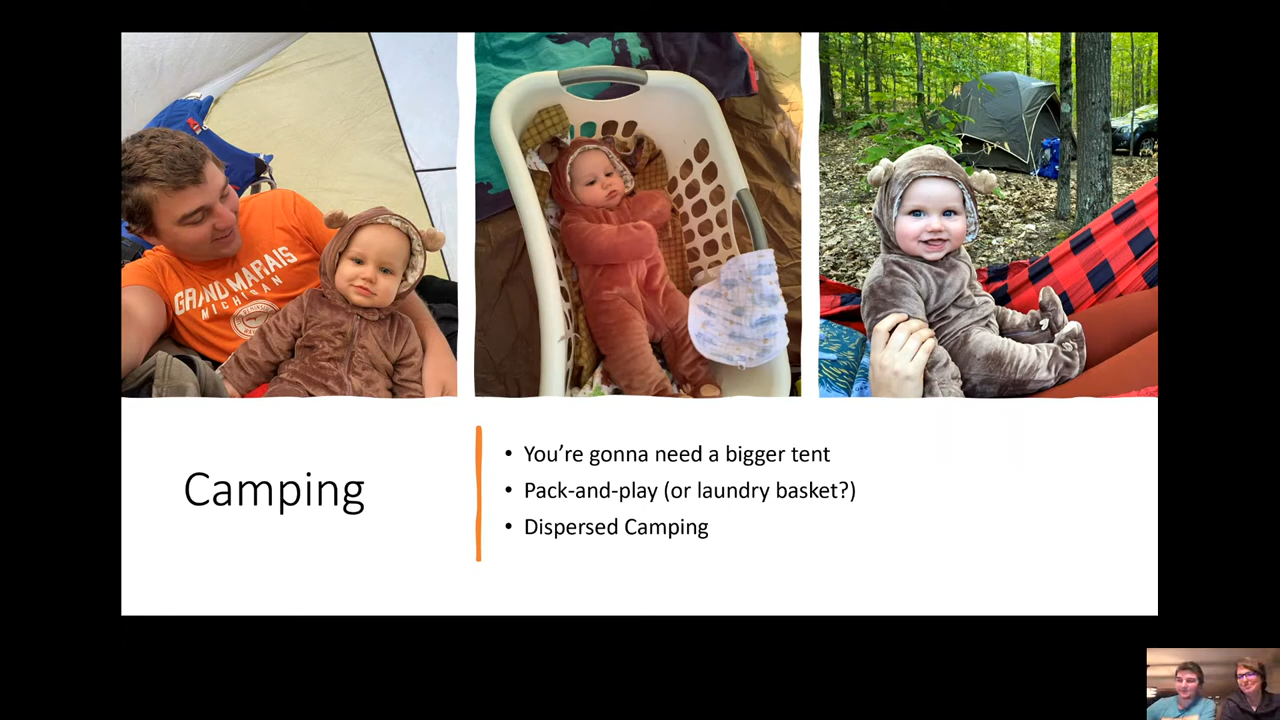 GRAND MARAIS
MICHIGAN
Camping
• You're gonna need a bigger tent
• Pack-and-play (or laundry basket?)
• Dispersed Camping